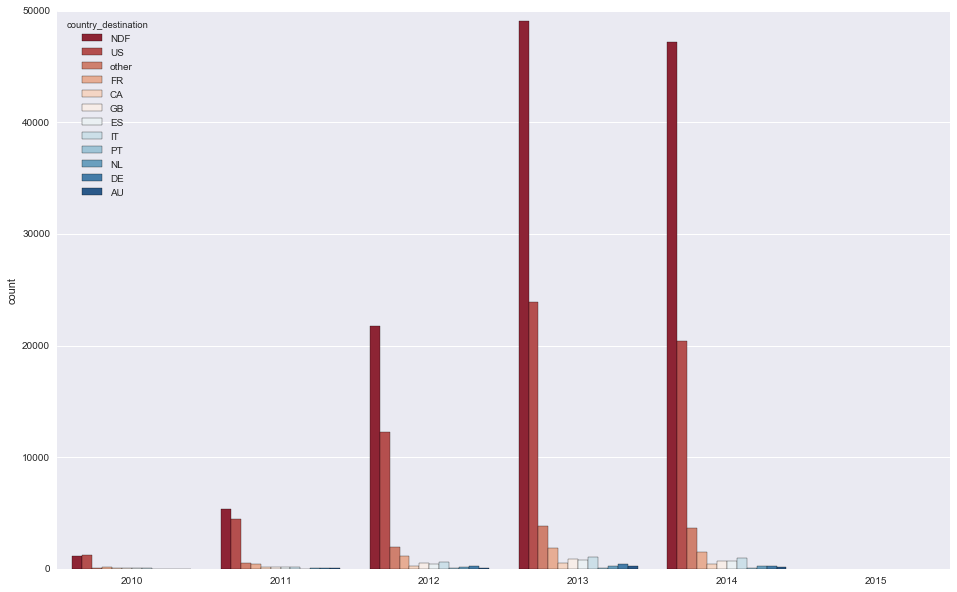 50000
country_destination
NDF
US
other
FR
CA
GB
ES
IT
PT
NL
DE
AU
40000
30000
count
20000
10000
0
2010 2011 2012 2013 2014 2015